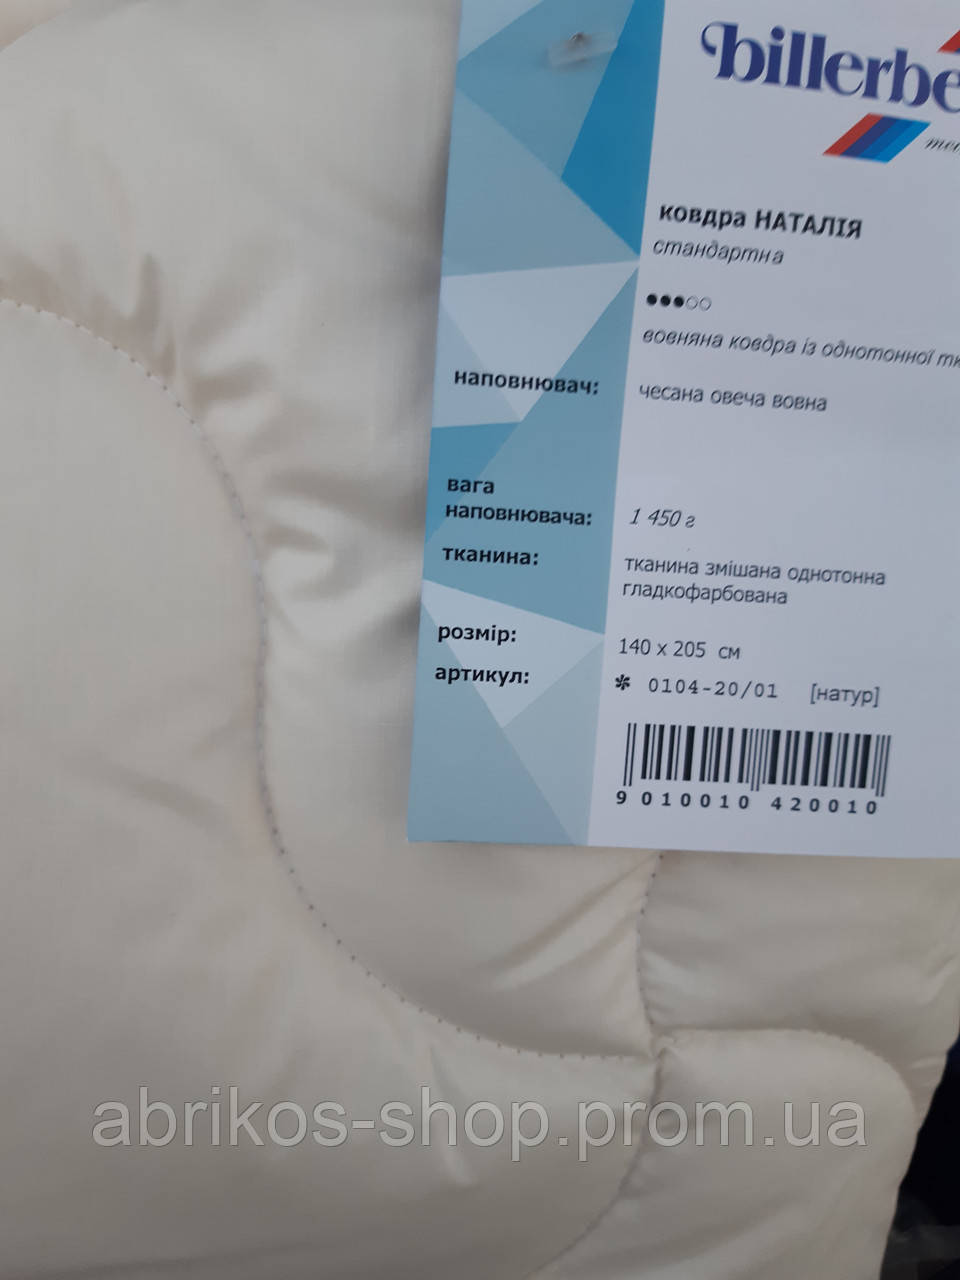 billerbe
ковдра НАТАЛІЯ
стандартна
вовняна ковдра із однотонної тк
наповнювач: чесана овеча вовна
вага
наповнювача: 1 450 г
тканина: тканина змішана однотонна
гладкофарбована
розмір: 140 x 205 см
артикул: * 0104-20/01 [натур]
9 010010 420010
abrikos-shop.prom.ua